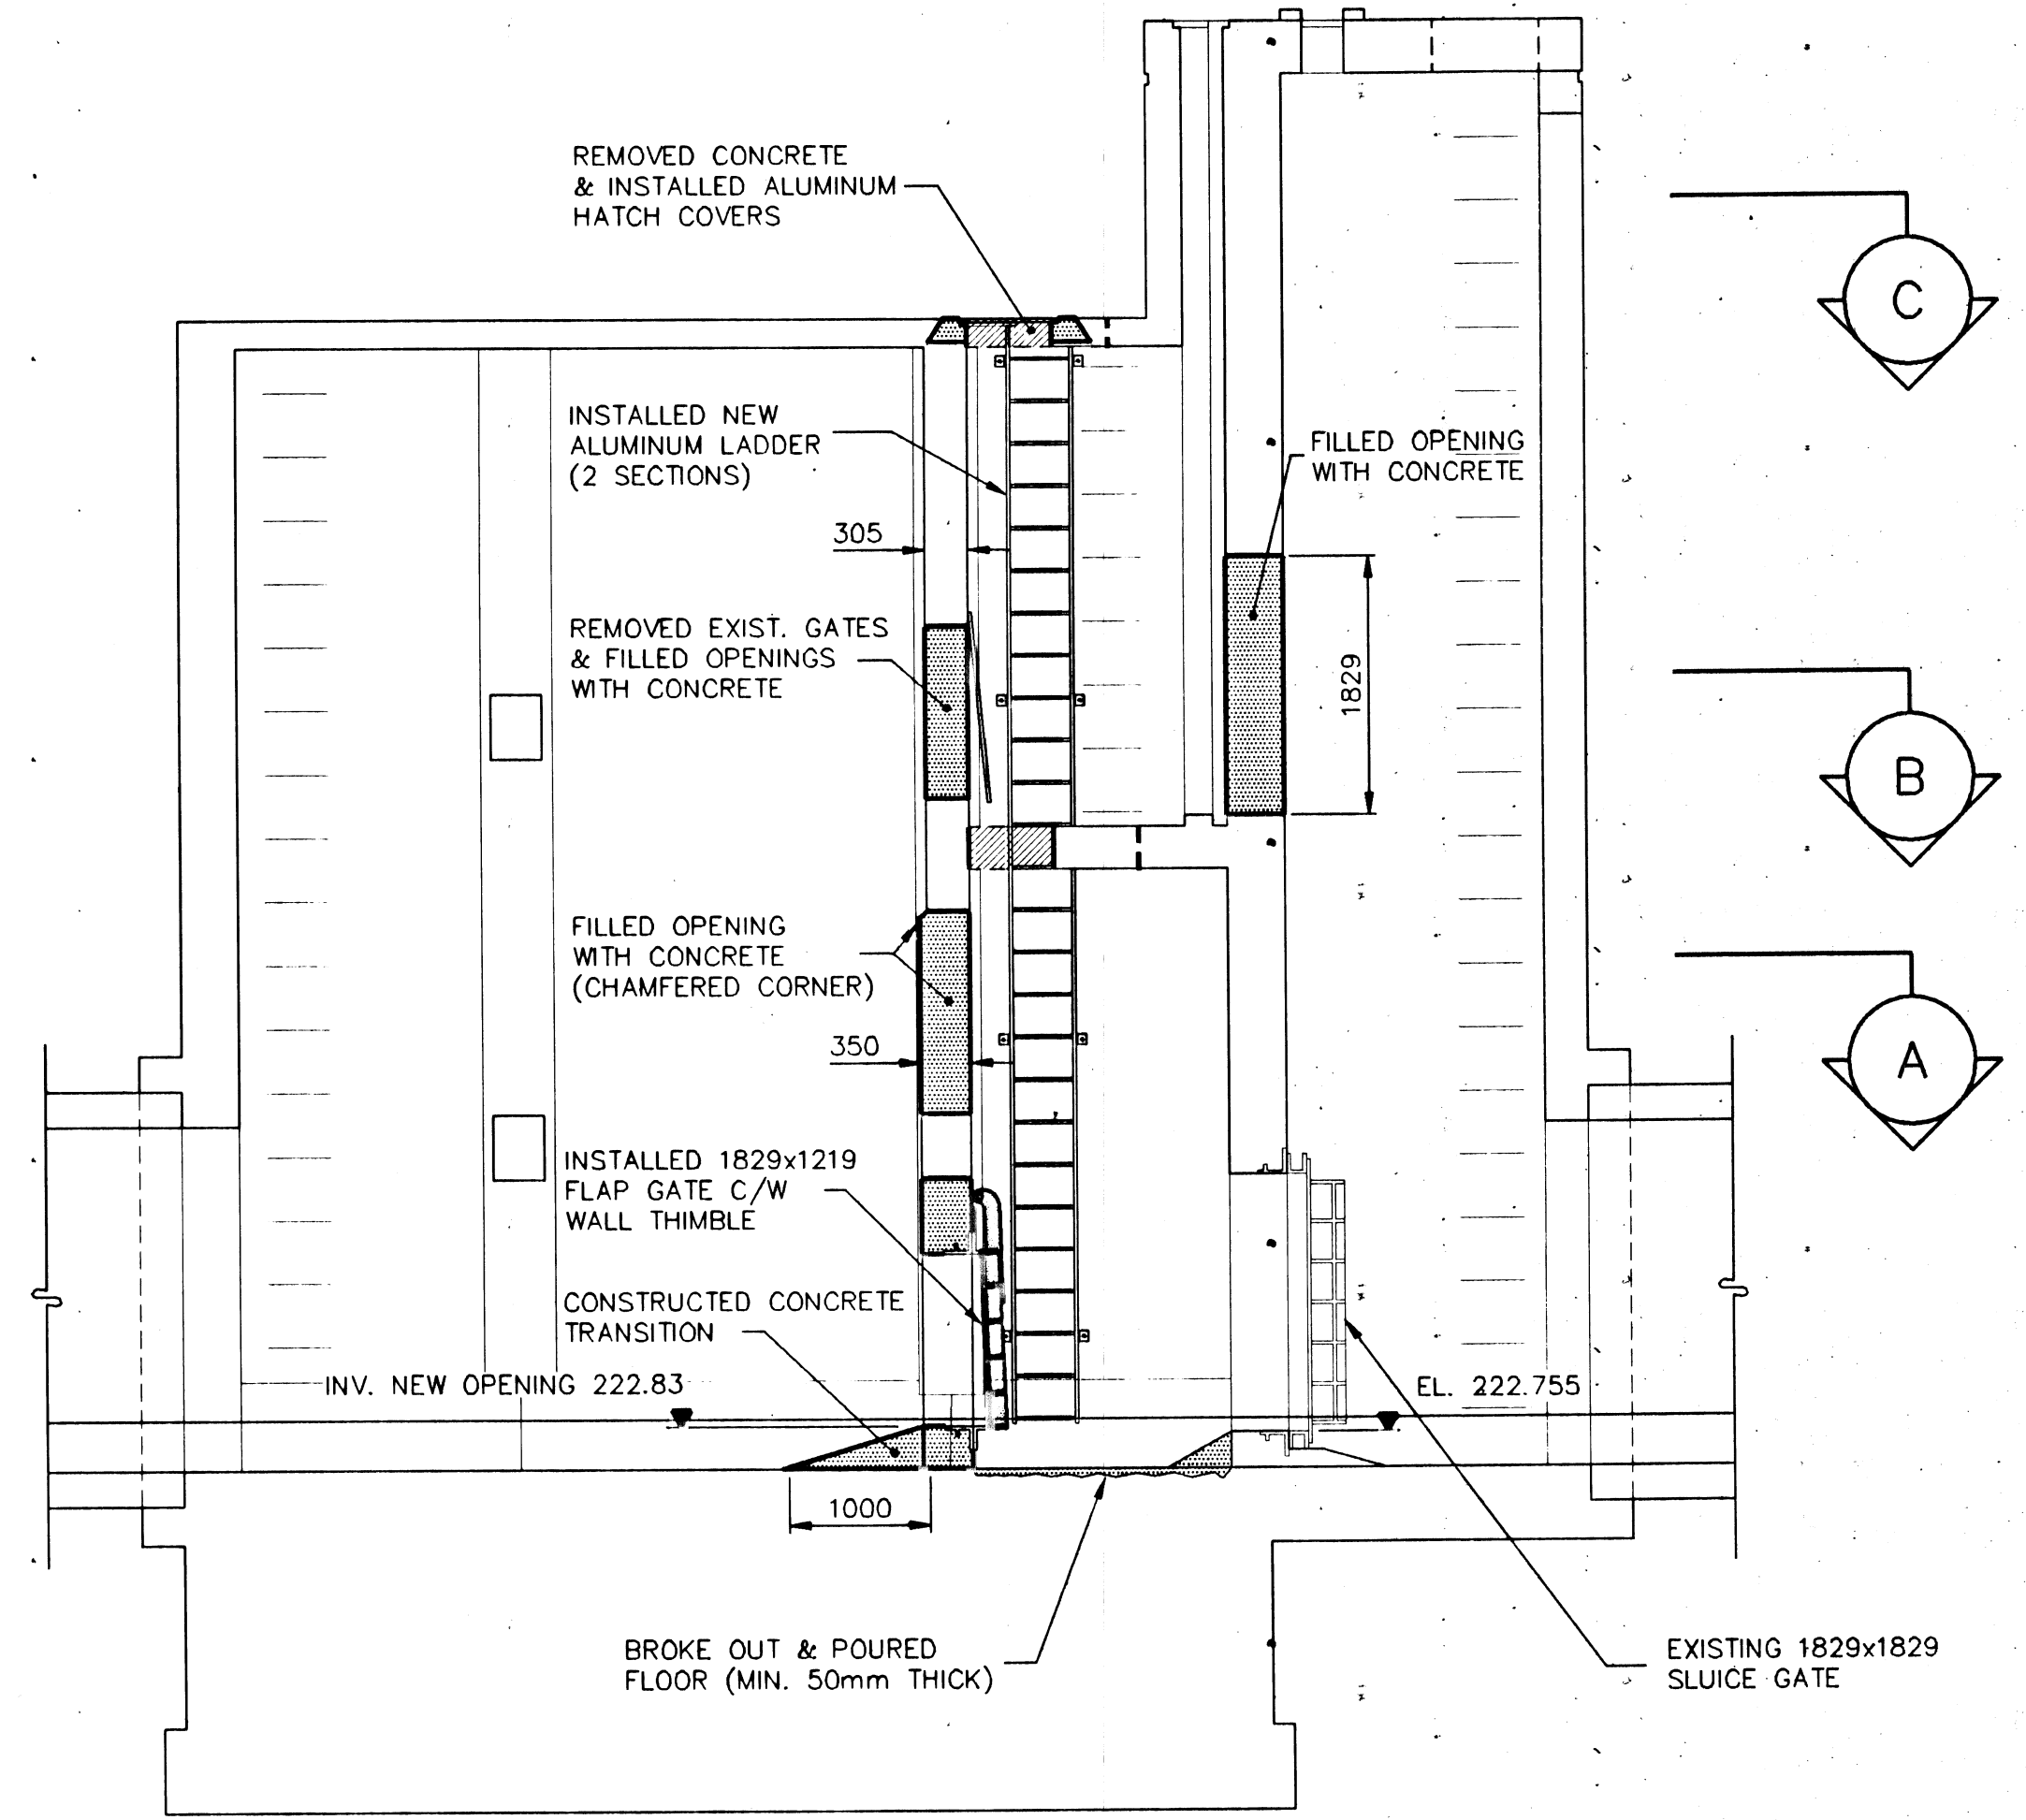 REMOVED CONCRETE
& INSTALLED ALUMINUM
HATCH COVERS
C
INSTALLED NEW
ALUMINUM LADDER
(2 SECTIONS)
FILLED OPENING
WITH CONCRETE
305
REMOVED EXIST. GATES
& FILLED OPENINGS
WITH CONCRETE
1829
B
FILLED OPENING
WITH CONCRETE
(CHAMFERED CORNER)
350
A
INSTALLED 1829x1219
FLAP GATE C/W
WALL THIMBLE
CONSTRUCTED CONCRETE
TRANSITION
INV. NEW OPENING 222.83
EL. 222.755
1000
BROKE OUT & POURED
FLOOR (MIN. 50mm THICK)
EXISTING 1829x1829
SLUICE GATE